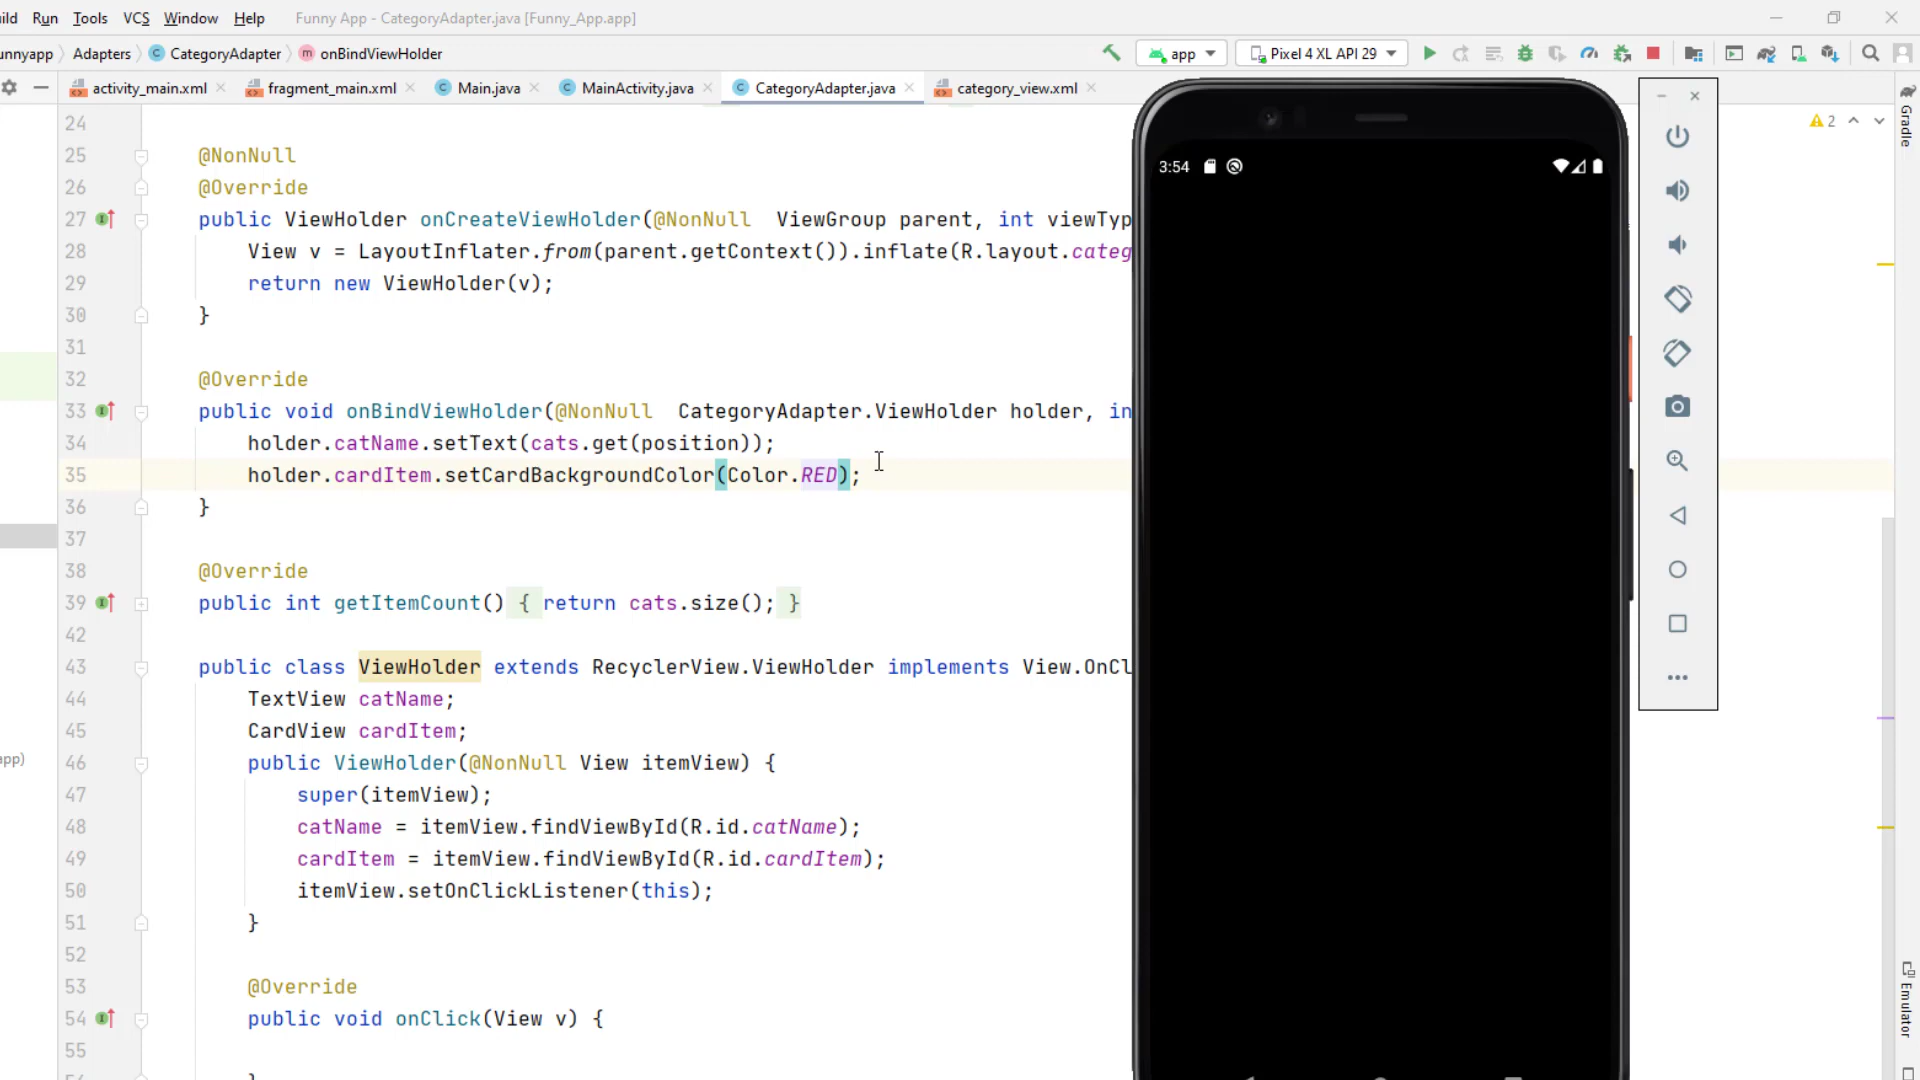 ild Run Tools VCS Window Help Funny App - CategoryAdapter.java [Funny_App.app]
unnyapp Adapters CategoryAdapter onBindViewHolder app Pixel 4 XL API 29
activity_main.xml fragment_main.xml Main.java MainActivity.java CategoryAdapter.java category_view.xml
24
25 @NonNull
26 @Override
27 public ViewHolder onCreateViewHolder(@NonNull ViewGroup parent, int viewTyp
28 View v = LayoutInflater.from(parent.getContext()).inflate(R.layout.categ
29 return new ViewHolder(v);
30 }
31
32 @Override
33 public void onBindViewHolder(@NonNull CategoryAdapter.ViewHolder holder, in
34 holder.catName.setText(cats.get(position));
35 holder.cardItem.setCardBackgroundColor(Color.RED);
36 }
37
38 @Override
39 public int getItemCount() { return cats.size(); }
42
43 public class ViewHolder extends RecyclerView.ViewHolder implements View.OnCl
44 TextView catName;
45 CardView cardItem;
46 public ViewHolder(@NonNull View itemView) {
47 super(itemView);
48 catName = itemView.findViewById(R.id.catName);
49 cardItem = itemView.findViewById(R.id.cardItem);
50 itemView.setOnClickListener(this);
51 }
52
53 @Override
54 public void onClick(View v) {
55
}
app)
3:54
2
Gradle
Emulator